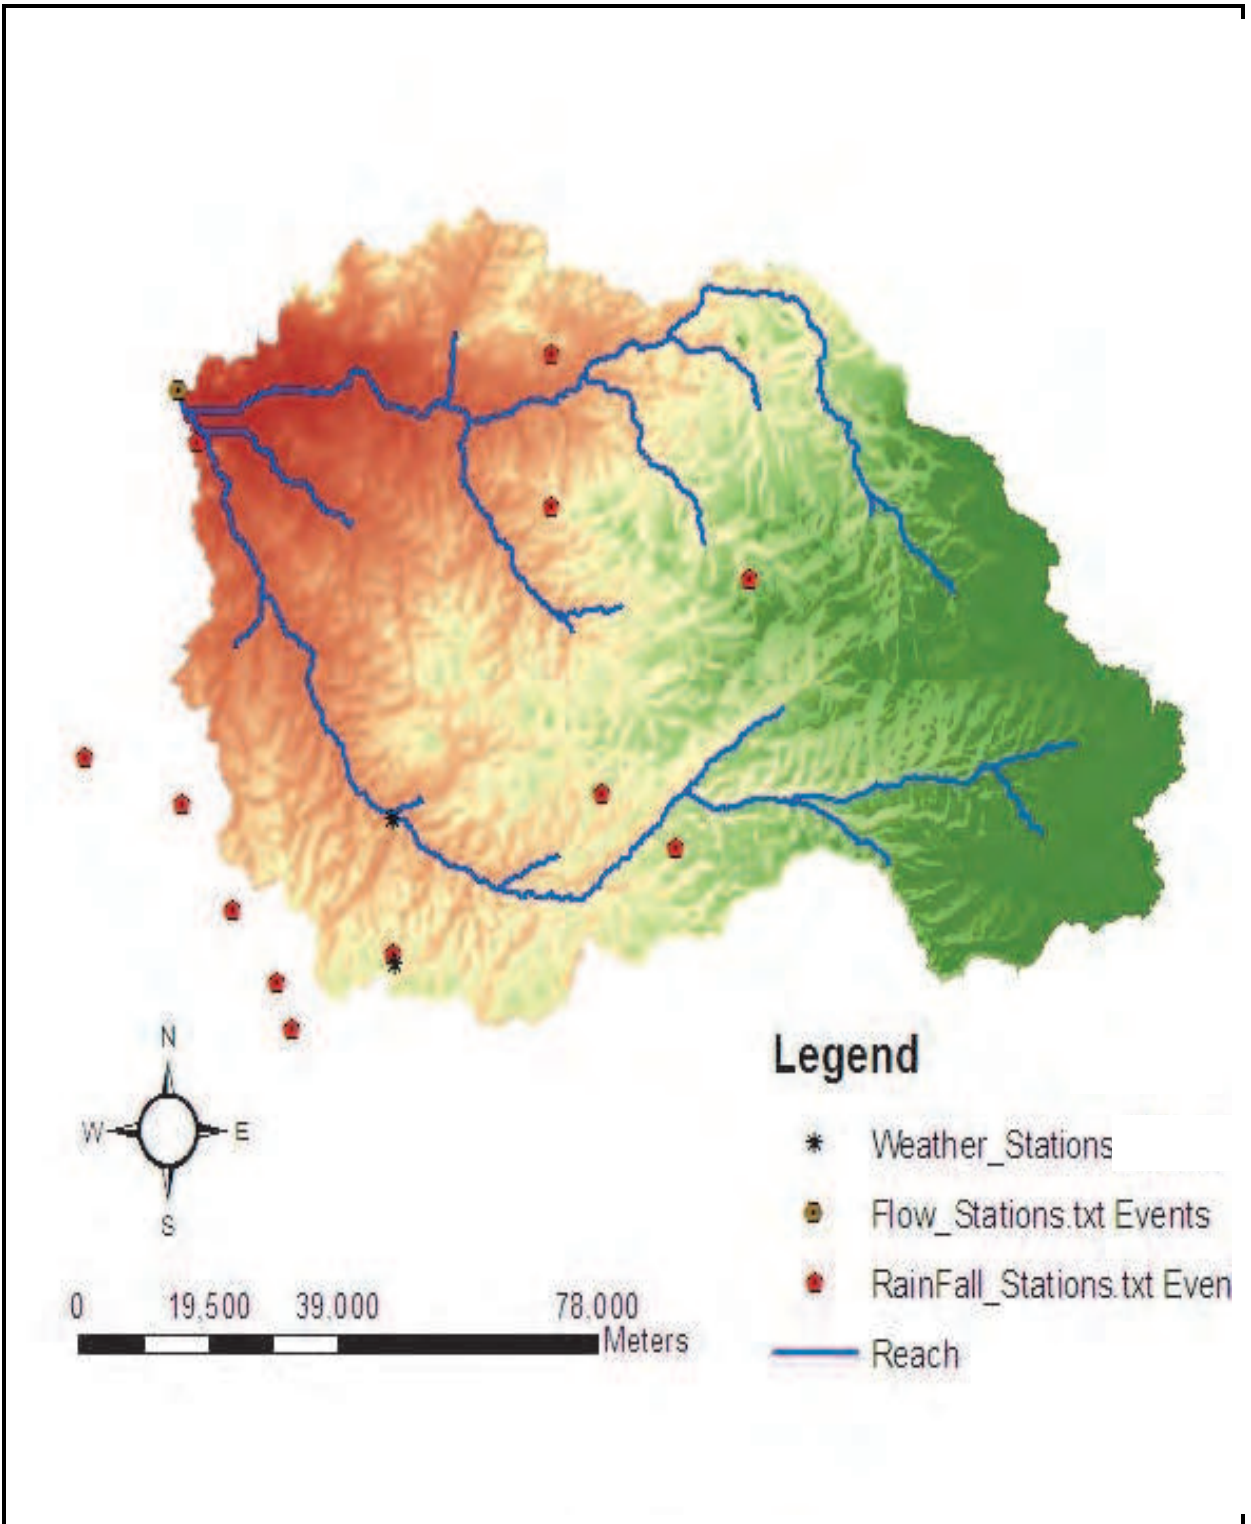 N
W E
S
Legend
Weather_Stations
Flow_Stations.txt Events
RainFall_Stations.txt Even
Reach
0 19,500 39,000 78,000
Meters